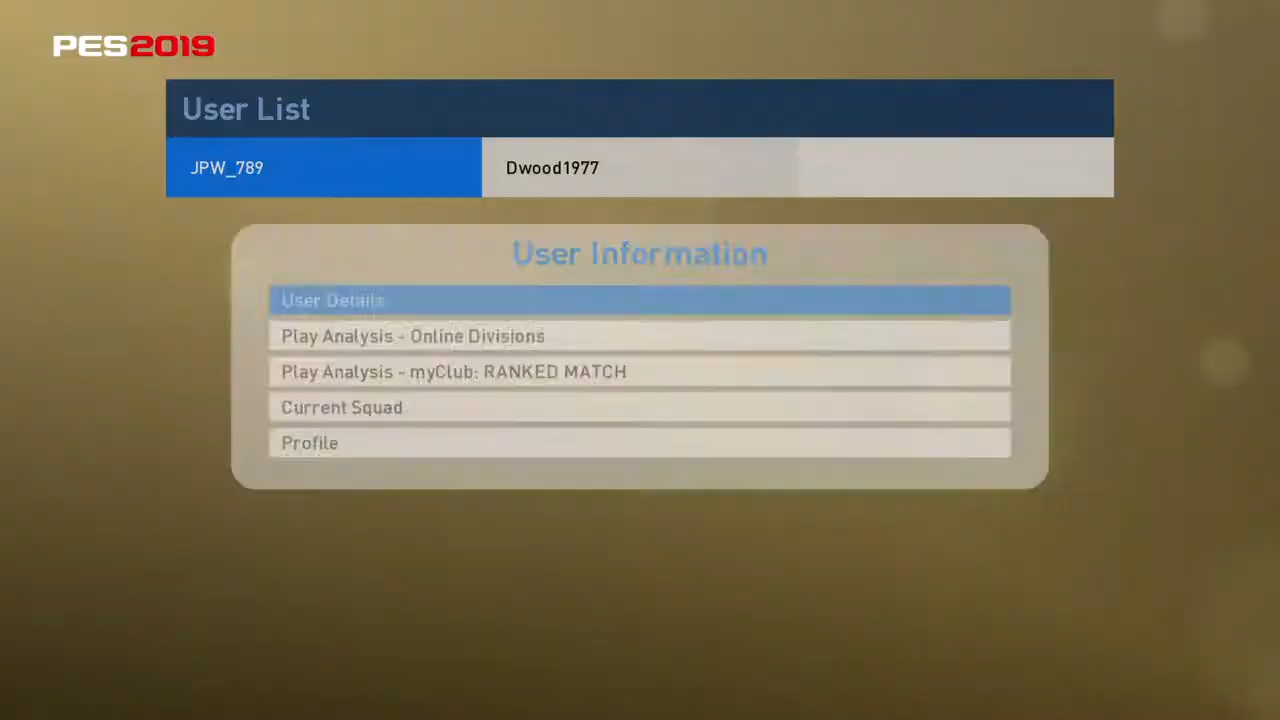 PES2019
User List
JPW_789 Dwood1977
User Information
User Details
Play Analysis - Online Divisions
Play Analysis - myClub: RANKED MATCH
Current Squad
Profile